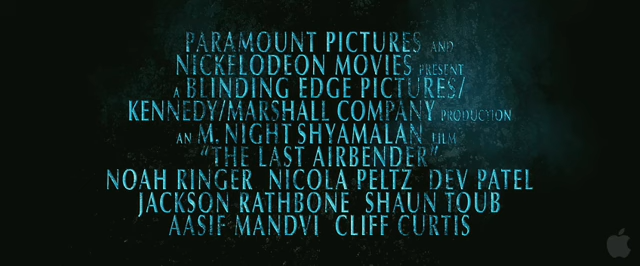 PARAMOUNT PICTURES AND
NICKELODEON MOVIES PRESENT
A BLINDING EDGE PICTURES/
KENNEDY/MARSHALL COMPANY PRODUCTION
AN M. NIGHT SHYAMALAN FILM
"THE LAST AIRBENDER"
NOAH RINGER NICOLA PELTZ DEV PATEL
JACKSON RATHBONE SHAUN TOUB
AASIF MANDVI CLIFF CURTIS